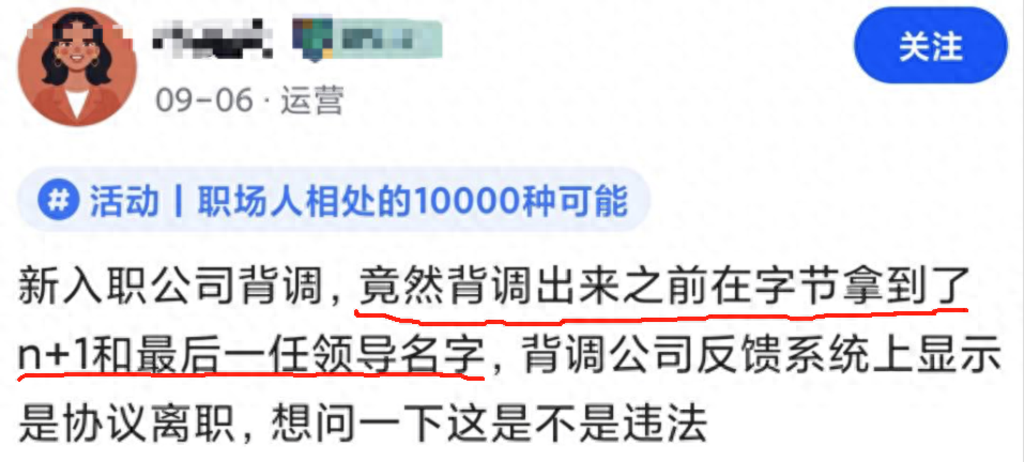 关注
09-06 · 运营
# 活动 | 职场人相处的10000种可能
新入职公司背调，竟然背调出来之前在字节拿到了
n+1和最后一任领导名字，背调公司反馈系统上显示
是协议离职，想问一下这是不是违法